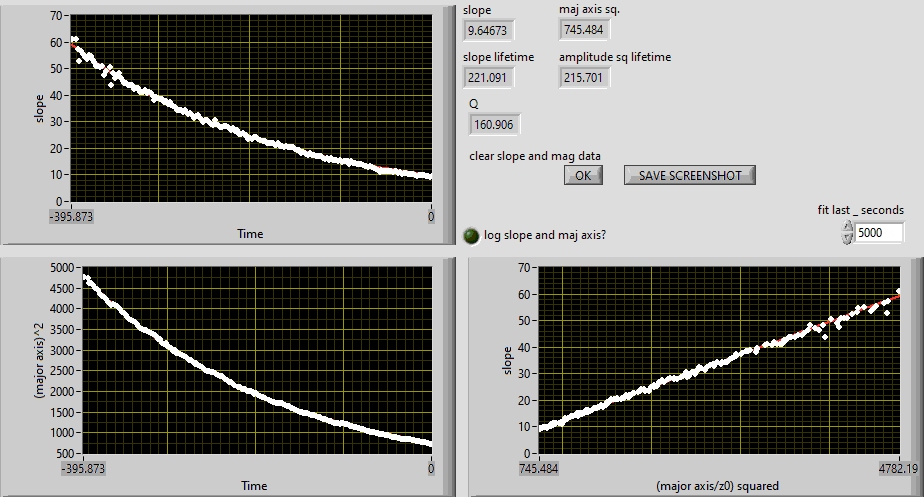 70
60
50
40
30
20
10
0
slope
-395.873
0
Time
slope
maj axis sq.
9.64673
745.484
slope lifetime
amplitude sq lifetime
221.091
215.701
Q
160.906
clear slope and mag data
OK
SAVE SCREENSHOT
fit last _ seconds
5000
log slope and maj axis?
5000
4500
4000
3500
3000
2500
2000
1500
1000
500
(major axis)^2
-395.873
0
Time
70
60
50
40
30
20
10
0
slope
745.484
4782.19
(major axis/z0) squared